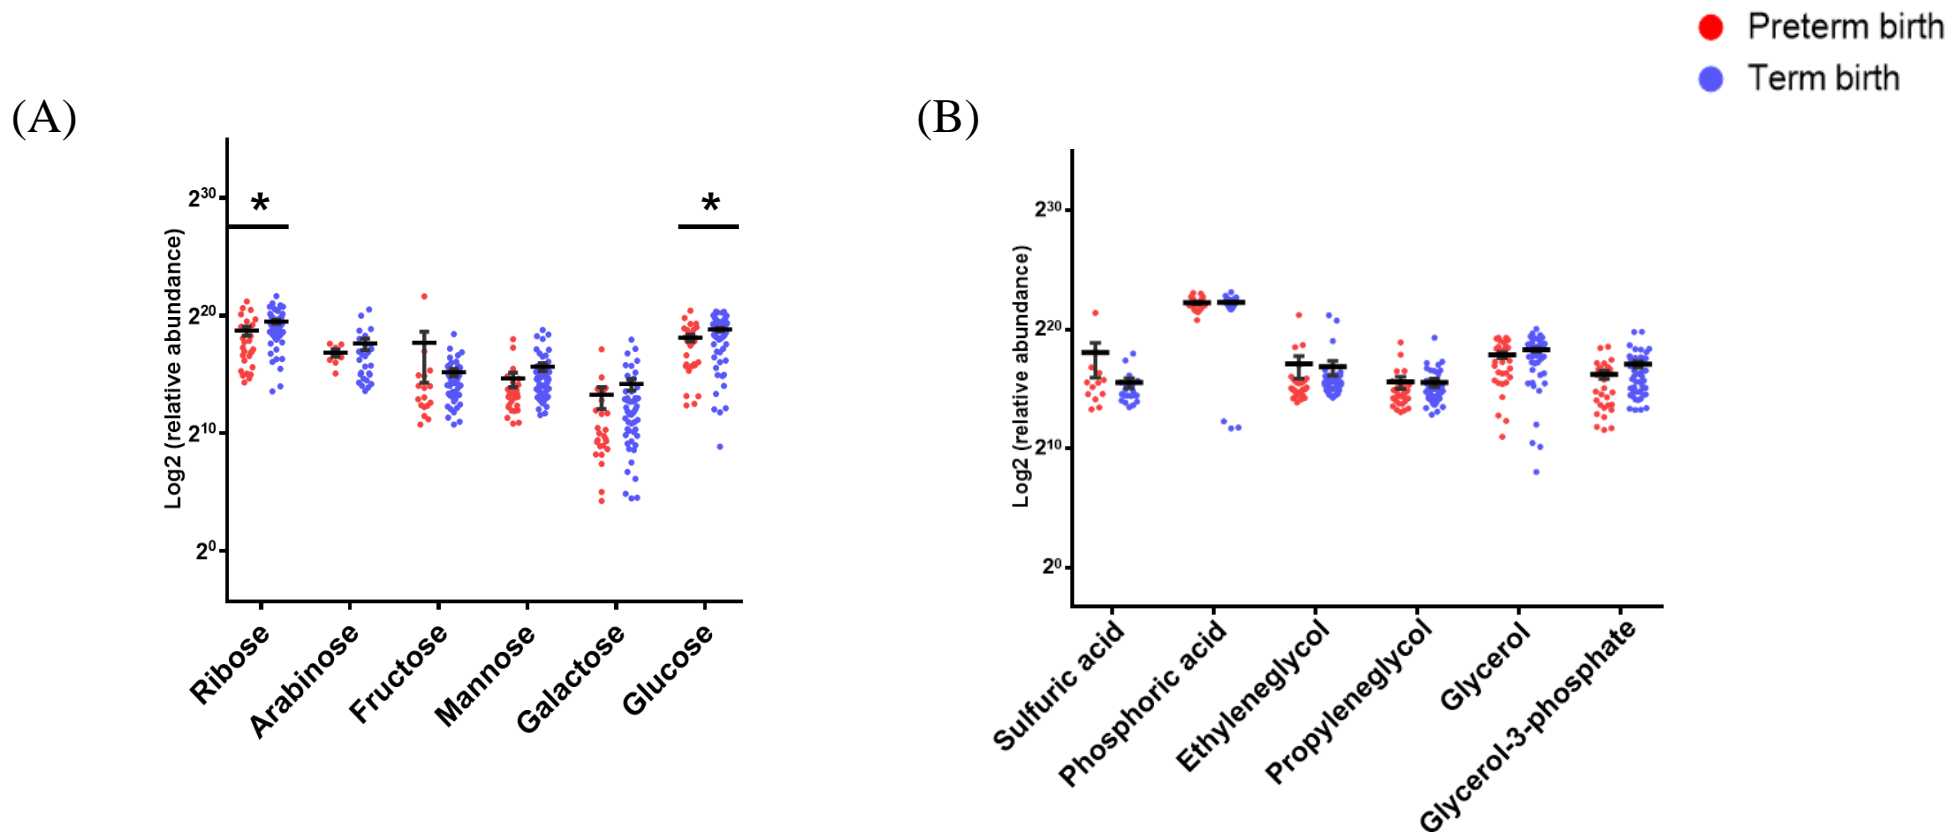 Preterm birth
Term birth
(A)
(B)
Log2 (relative abundance)
2³⁰
2²⁰
2¹⁰
2⁰
*
*
Ribose
Arabinose
Fructose
Mannose
Galactose
Glucose
Log2 (relative abundance)
2³⁰
2²⁰
2¹⁰
2⁰
Sulfuric acid
Phosphoric acid
Ethyleneglycol
Propyleneglycol
Glycerol
Glycerol-3-phosphate